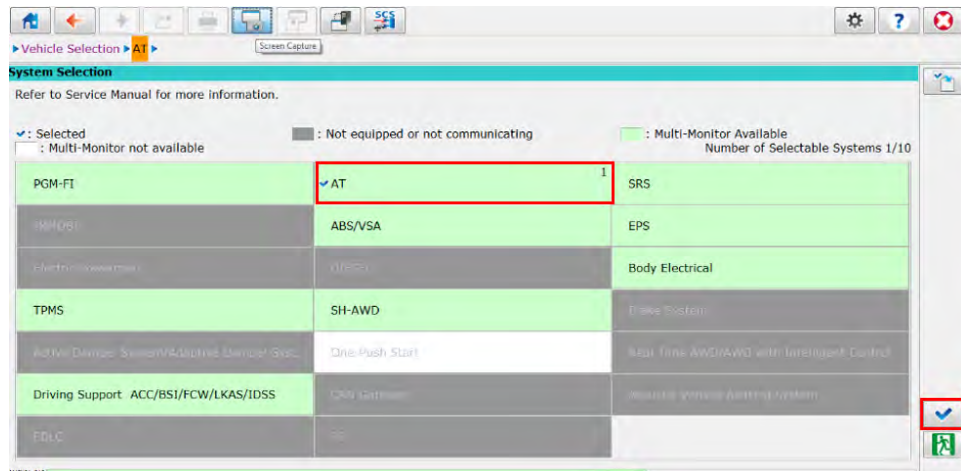 SCS
Screen Capture
Vehicle Selection AT
System Selection
Refer to Service Manual for more information.
: Selected
: Not equipped or not communicating
: Multi-Monitor Available
: Multi-Monitor not available
Number of Selectable Systems 1/10
PGM-FI
AT
1
SRS
ABS/VSA
EPS
Body Electrical
TPMS
SH-AWD
Brake System
One Push Start
Real Time AWD/AWD with Intelligent Control
Driving Support ACC/BSI/FCW/LKAS/IDSS
CAN Gateway
EDLC